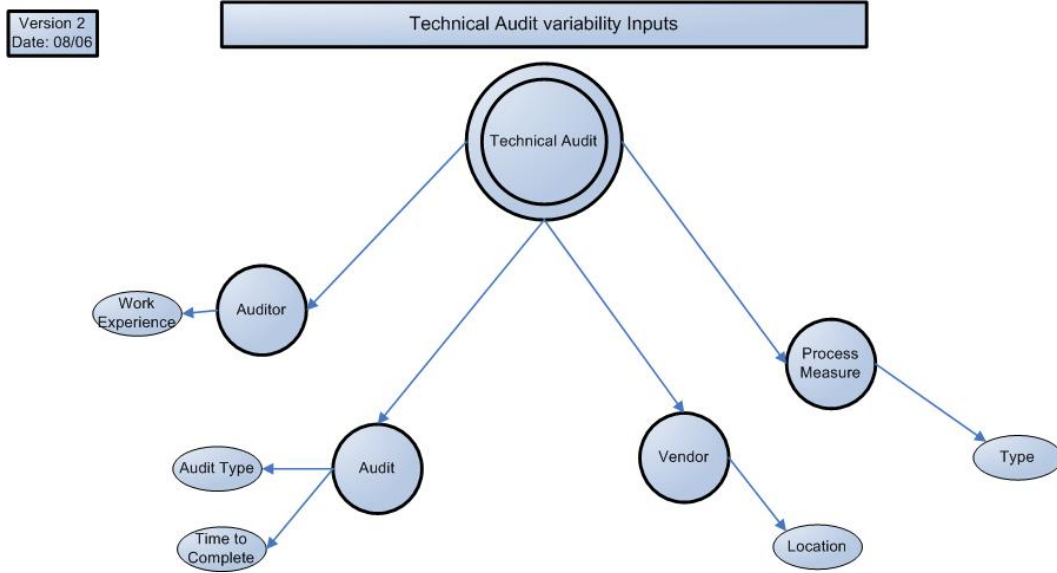 Version 2
Date: 08/06
Technical Audit variability Inputs
Technical Audit
Work
Experience
Auditor
Process
Measure
Audit Type
Audit
Vendor
Type
Time to
Complete
Location